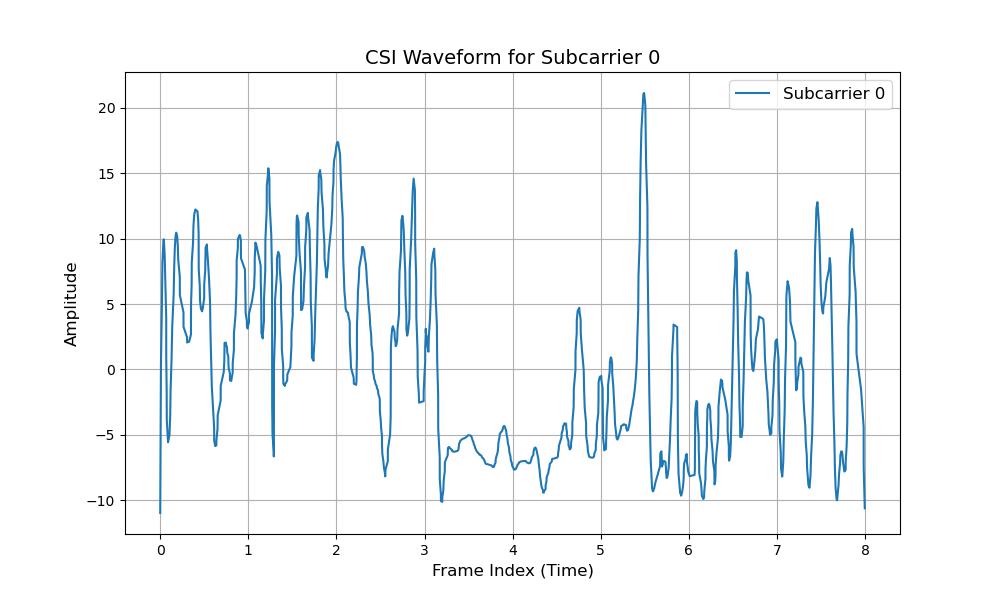 CSI Waveform for Subcarrier 0
Subcarrier 0
Amplitude
20
15
10
5
0
−5
−10
0 1 2 3 4 5 6 7 8
Frame Index (Time)